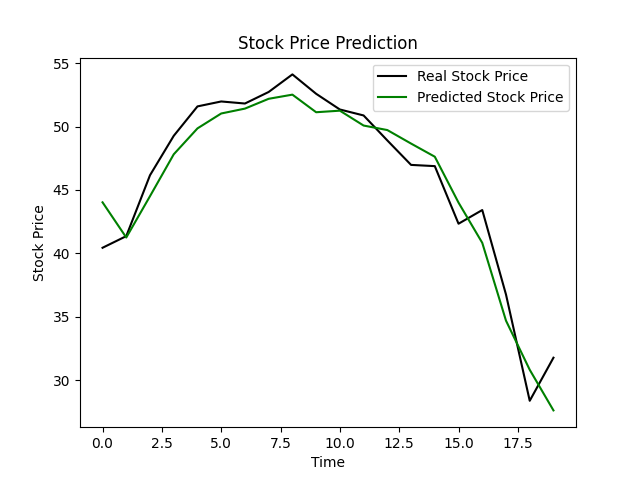 Stock Price Prediction
Real Stock Price
Predicted Stock Price
Stock Price
55
50
45
40
35
30
0.0 2.5 5.0 7.5 10.0 12.5 15.0 17.5
Time